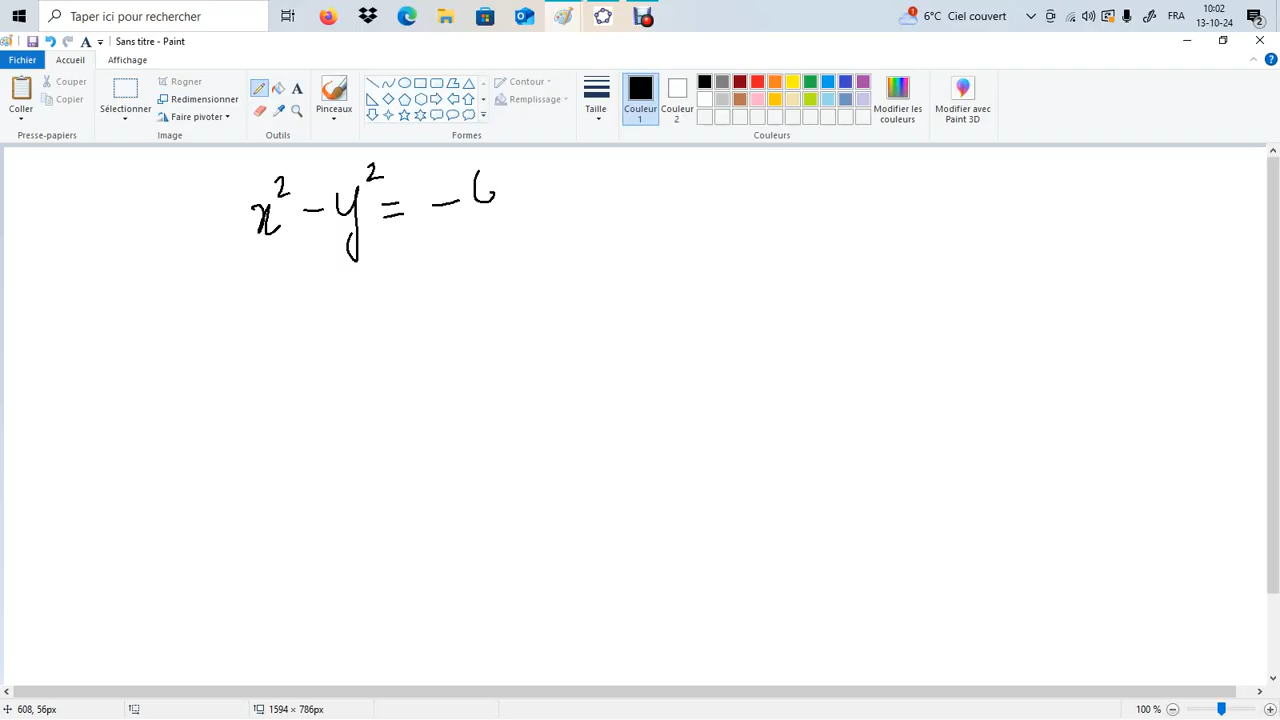 Taper ici pour rechercher
6°C Ciel couvert
FRA
10:02
13-10-24
2
Sans titre - Paint
Fichier
Accueil
Affichage
Coller
Couper
Copier
Presse-papiers
Sélectionner
Rogner
Redimensionner
Faire pivoter
Image
A
Outils
Pinceaux
Contour
Remplissage
Formes
Taille
Couleur 1
Couleur 2
Couleurs
Modifier les couleurs
Modifier avec Paint 3D
x² - y² = - 6
608, 56px
1594 × 786px
100 %